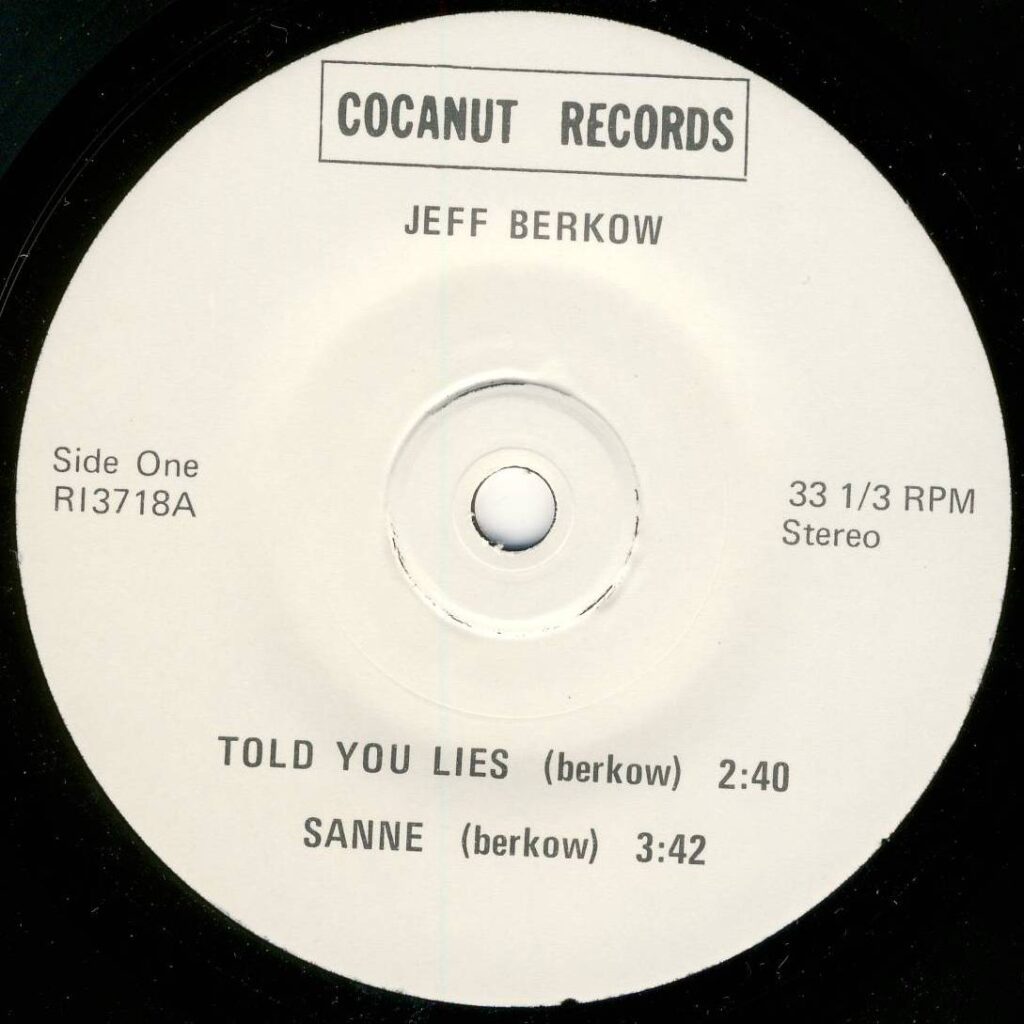 COCANUT RECORDS
JEFF BERKOW
Side One
RI3718A
33 1/3 RPM
Stereo
TOLD YOU LIES (berkow) 2:40
SANNE (berkow) 3:42